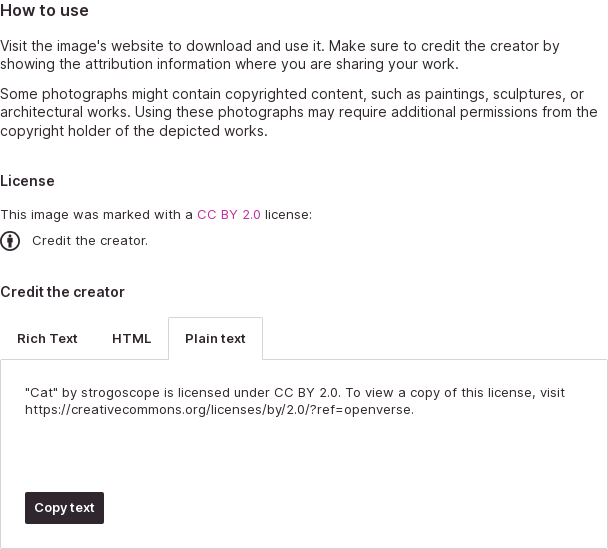 How to use
Visit the image's website to download and use it. Make sure to credit the creator by
showing the attribution information where you are sharing your work.
Some photographs might contain copyrighted content, such as paintings, sculptures, or
architectural works. Using these photographs may require additional permissions from the
copyright holder of the depicted works.
License
This image was marked with a CC BY 2.0 license:
Credit the creator.
Credit the creator
Rich Text HTML Plain text
"Cat" by strogoscope is licensed under CC BY 2.0. To view a copy of this license, visit
https://creativecommons.org/licenses/by/2.0/?ref=openverse.
Copy text